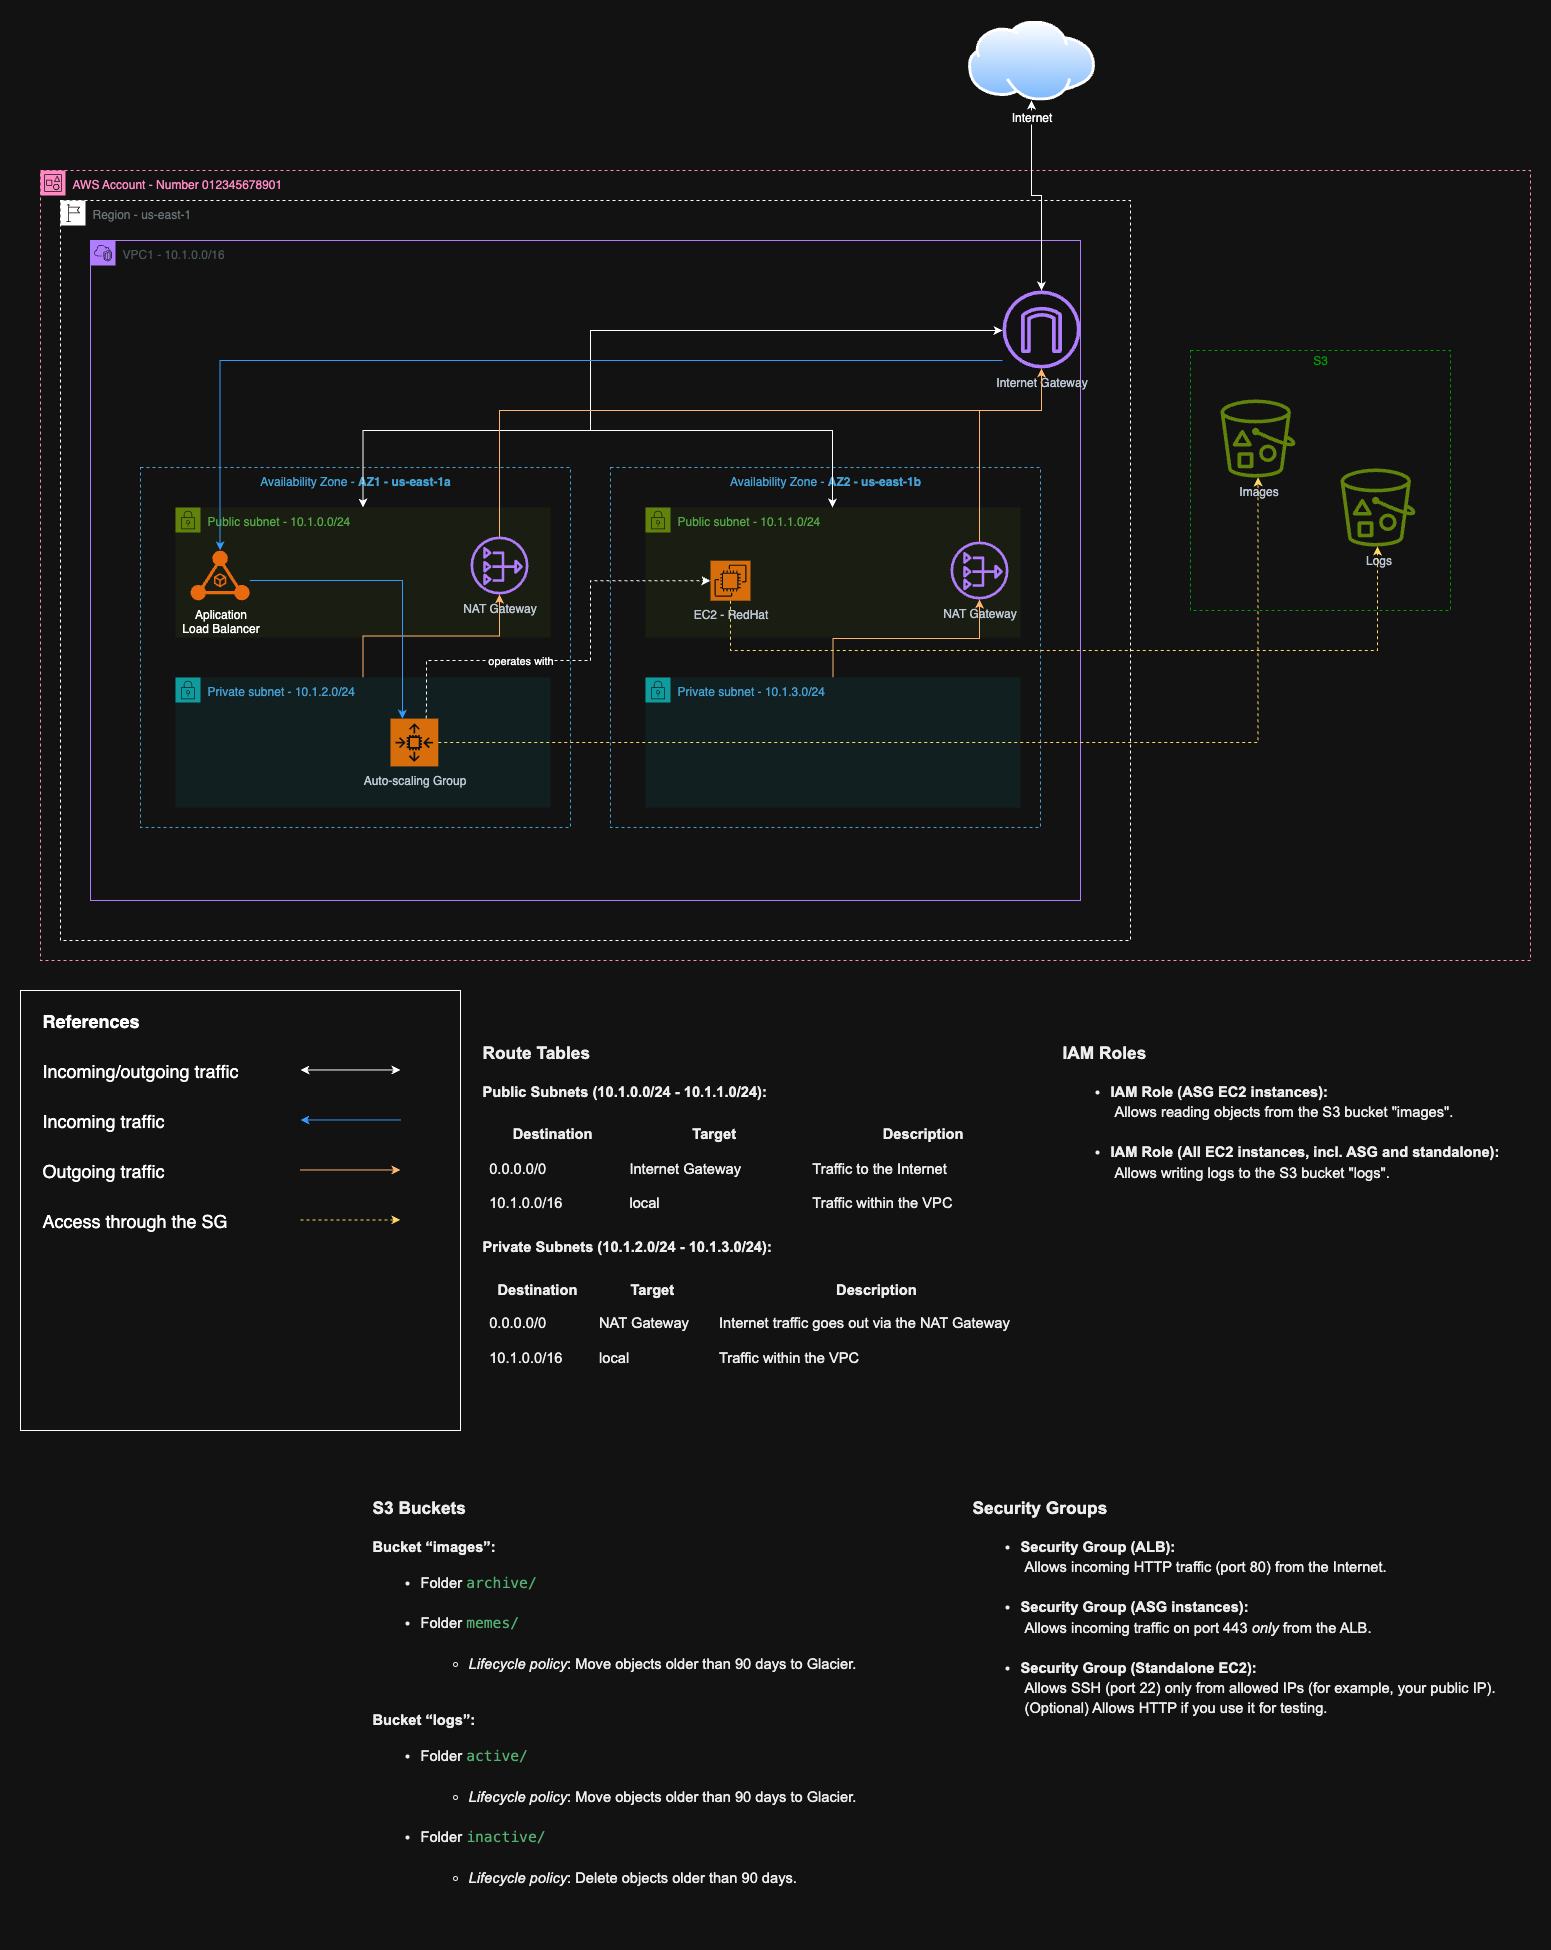 Internet
AWS Account - Number 012345678901
Region - us-east-1
VPC1 - 10.1.0.0/16
Internet Gateway
S3
Images
Logs
Availability Zone - AZ1 - us-east-1a
Availability Zone - AZ2 - us-east-1b
Public subnet - 10.1.0.0/24
Public subnet - 10.1.1.0/24
Aplication
Load Balancer
NAT Gateway
EC2 - RedHat
NAT Gateway
operates with
Private subnet - 10.1.2.0/24
Private subnet - 10.1.3.0/24
Auto-scaling Group
References
Incoming/outgoing traffic
Incoming traffic
Outgoing traffic
Access through the SG
Route Tables
Public Subnets (10.1.0.0/24 - 10.1.1.0/24):
Destination Target Description
0.0.0.0/0 Internet Gateway Traffic to the Internet
10.1.0.0/16 local Traffic within the VPC
Private Subnets (10.1.2.0/24 - 10.1.3.0/24):
Destination Target Description
0.0.0.0/0 NAT Gateway Internet traffic goes out via the NAT Gateway
10.1.0.0/16 local Traffic within the VPC
IAM Roles
• IAM Role (ASG EC2 instances):
Allows reading objects from the S3 bucket "images".
• IAM Role (All EC2 instances, incl. ASG and standalone):
Allows writing logs to the S3 bucket "logs".
S3 Buckets
Bucket “images”:
• Folder archive/
• Folder memes/
◦ Lifecycle policy: Move objects older than 90 days to Glacier.
Bucket “logs”:
• Folder active/
◦ Lifecycle policy: Move objects older than 90 days to Glacier.
• Folder inactive/
◦ Lifecycle policy: Delete objects older than 90 days.
Security Groups
• Security Group (ALB):
Allows incoming HTTP traffic (port 80) from the Internet.
• Security Group (ASG instances):
Allows incoming traffic on port 443 only from the ALB.
• Security Group (Standalone EC2):
Allows SSH (port 22) only from allowed IPs (for example, your public IP).
(Optional) Allows HTTP if you use it for testing.